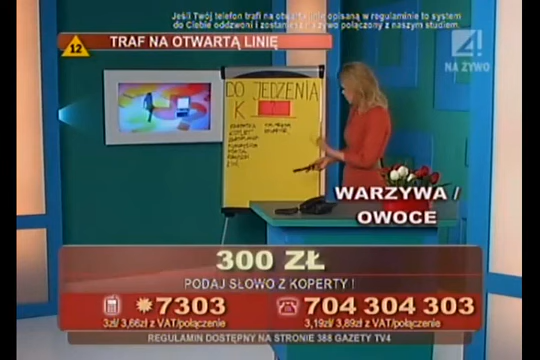 Jeśli Twój telefon trafi na otwartą linię opisaną w regulaminie to system
do Ciebie oddzwoni i zostaniesz na żywo połączony z naszym studiem.
12
TRAF NA OTWARTĄ LINIĘ
4!
NA ŻYWO
DO JEDZENIA
K
WARZYWA /
OWOCE
300 ZŁ
PODAJ SŁOWO Z KOPERTY !
*7303
704 304 303
3zł/ 3,66zł z VAT/połączenie
3,19zł/ 3,89zł z VAT/połączenie
REGULAMIN DOSTĘPNY NA STRONIE 388 GAZETY TV4